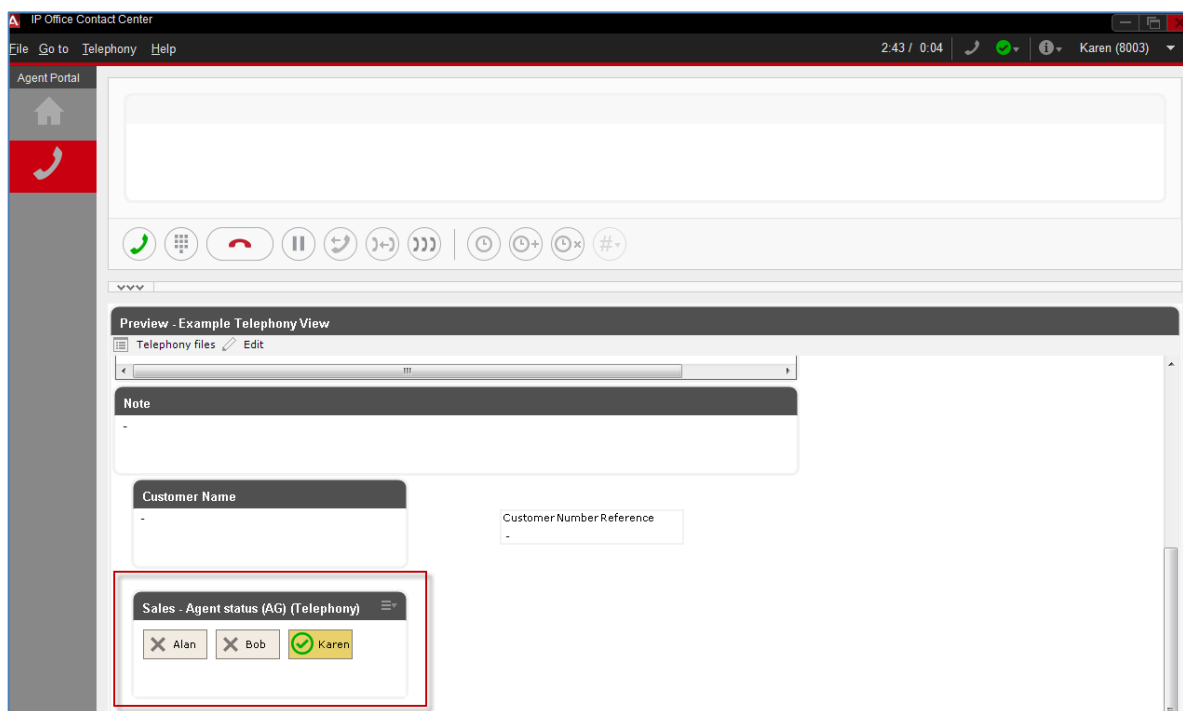 IP Office Contact Center
File Go to Telephony Help 2:43 / 0:04 Karen (8003)
Agent Portal
Preview - Example Telephony View
Telephony files Edit
Note
-
Customer Name
-
Customer Number Reference
-
Sales - Agent status (AG) (Telephony)
Alan Bob Karen